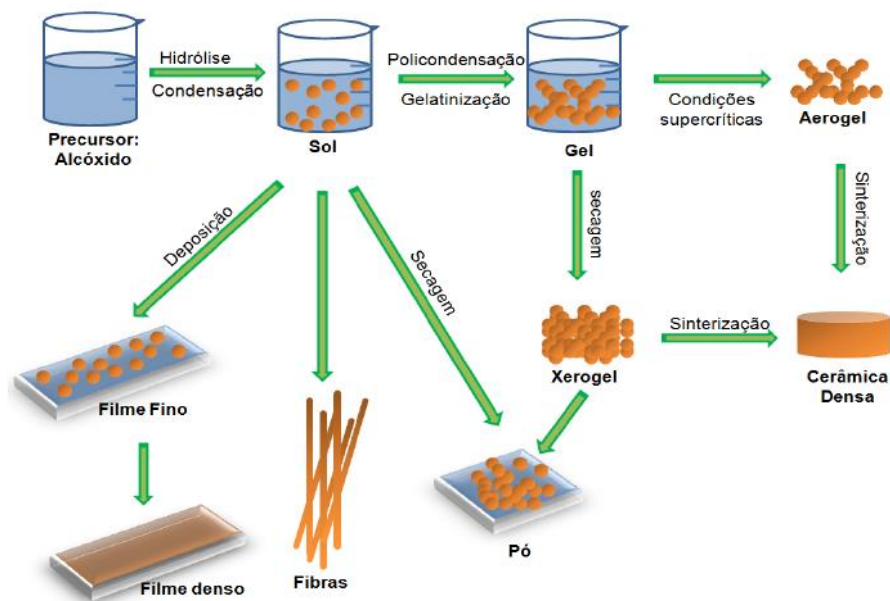 Hidrólise
Condensação
Policondensação
Gelatinização
Condições
supercríticas
Precursor:
Alcóxido
Sol
Gel
Aerogel
Deposição
Secagem
secagem
Sinterização
Filme Fino
Xerogel
Sinterização
Cerâmica
Densa
Filme denso
Fibras
Pó